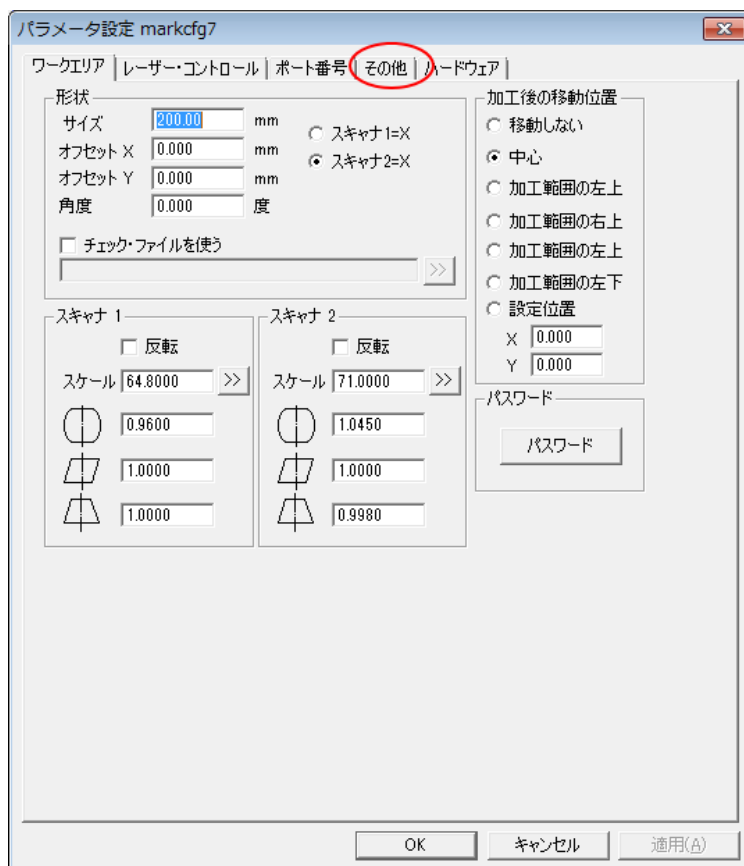 パラメータ設定 markcfg7
ワークエリア レーザー・コントロール ポート番号 その他 ハードウェア
形状
サイズ 200.00 mm
オフセット X 0.000 mm
オフセット Y 0.000 mm
角度 0.000 度
スキャナ1=X
スキャナ2=X
チェック・ファイルを使う
>>
スキャナ 1
反転
スケール 64.8000 >>
0.9600
1.0000
1.0000
スキャナ 2
反転
スケール 71.0000 >>
1.0450
1.0000
0.9980
加工後の移動位置
移動しない
中心
加工範囲の左上
加工範囲の右上
加工範囲の左上
加工範囲の左下
設定位置
X 0.000
Y 0.000
パスワード
パスワード
OK キャンセル 適用(A)